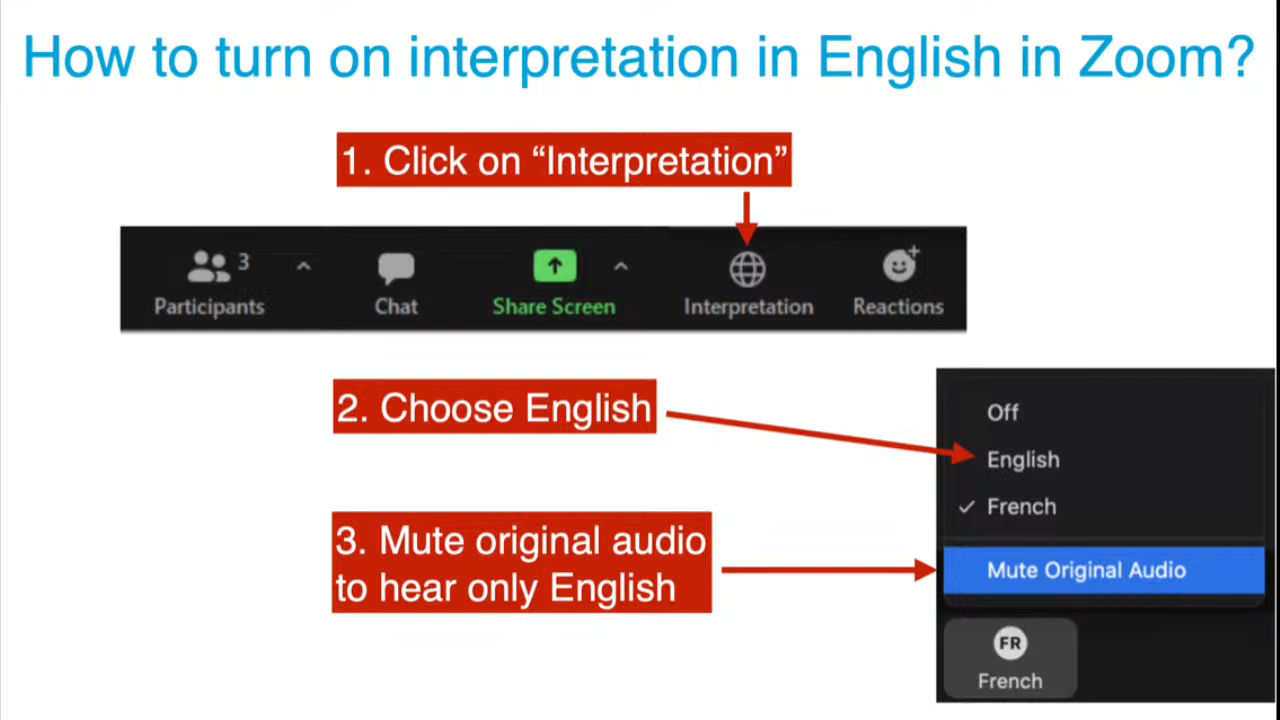 How to turn on interpretation in English in Zoom?
1. Click on “Interpretation”
3
Participants
Chat
Share Screen
Interpretation
Reactions
2. Choose English
Off
English
French
3. Mute original audio
to hear only English
Mute Original Audio
FR
French